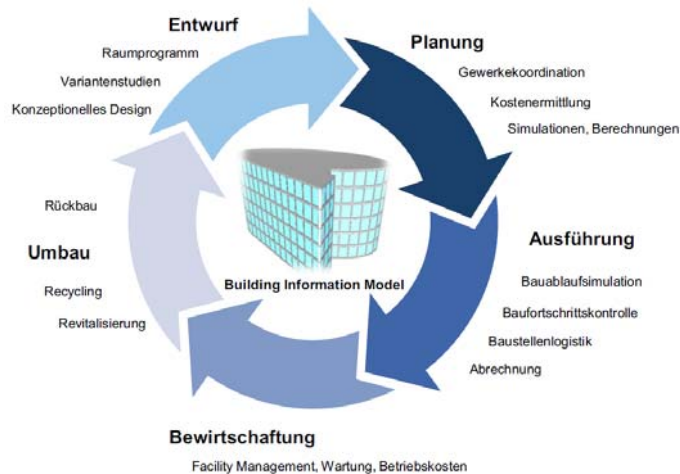 Entwurf
Raumprogramm
Variantenstudien
Konzeptionelles Design
Planung
Gewerkekoordination
Kostenermittlung
Simulationen, Berechnungen
Building Information Model
Ausführung
Bauablaufsimulation
Baufortschrittskontrolle
Baustellenlogistik
Abrechnung
Bewirtschaftung
Facility Management, Wartung, Betriebskosten
Rückbau
Umbau
Recycling
Revitalisierung